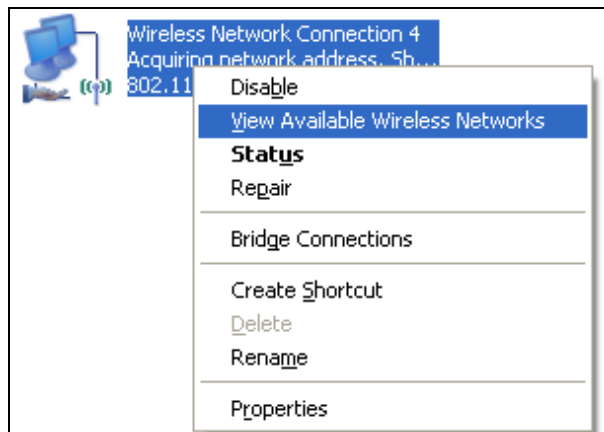 Wireless Network Connection 4
Acquiring network address, Sh...
802.11
Disable
View Available Wireless Networks
Status
Repair
Bridge Connections
Create Shortcut
Delete
Rename
Properties